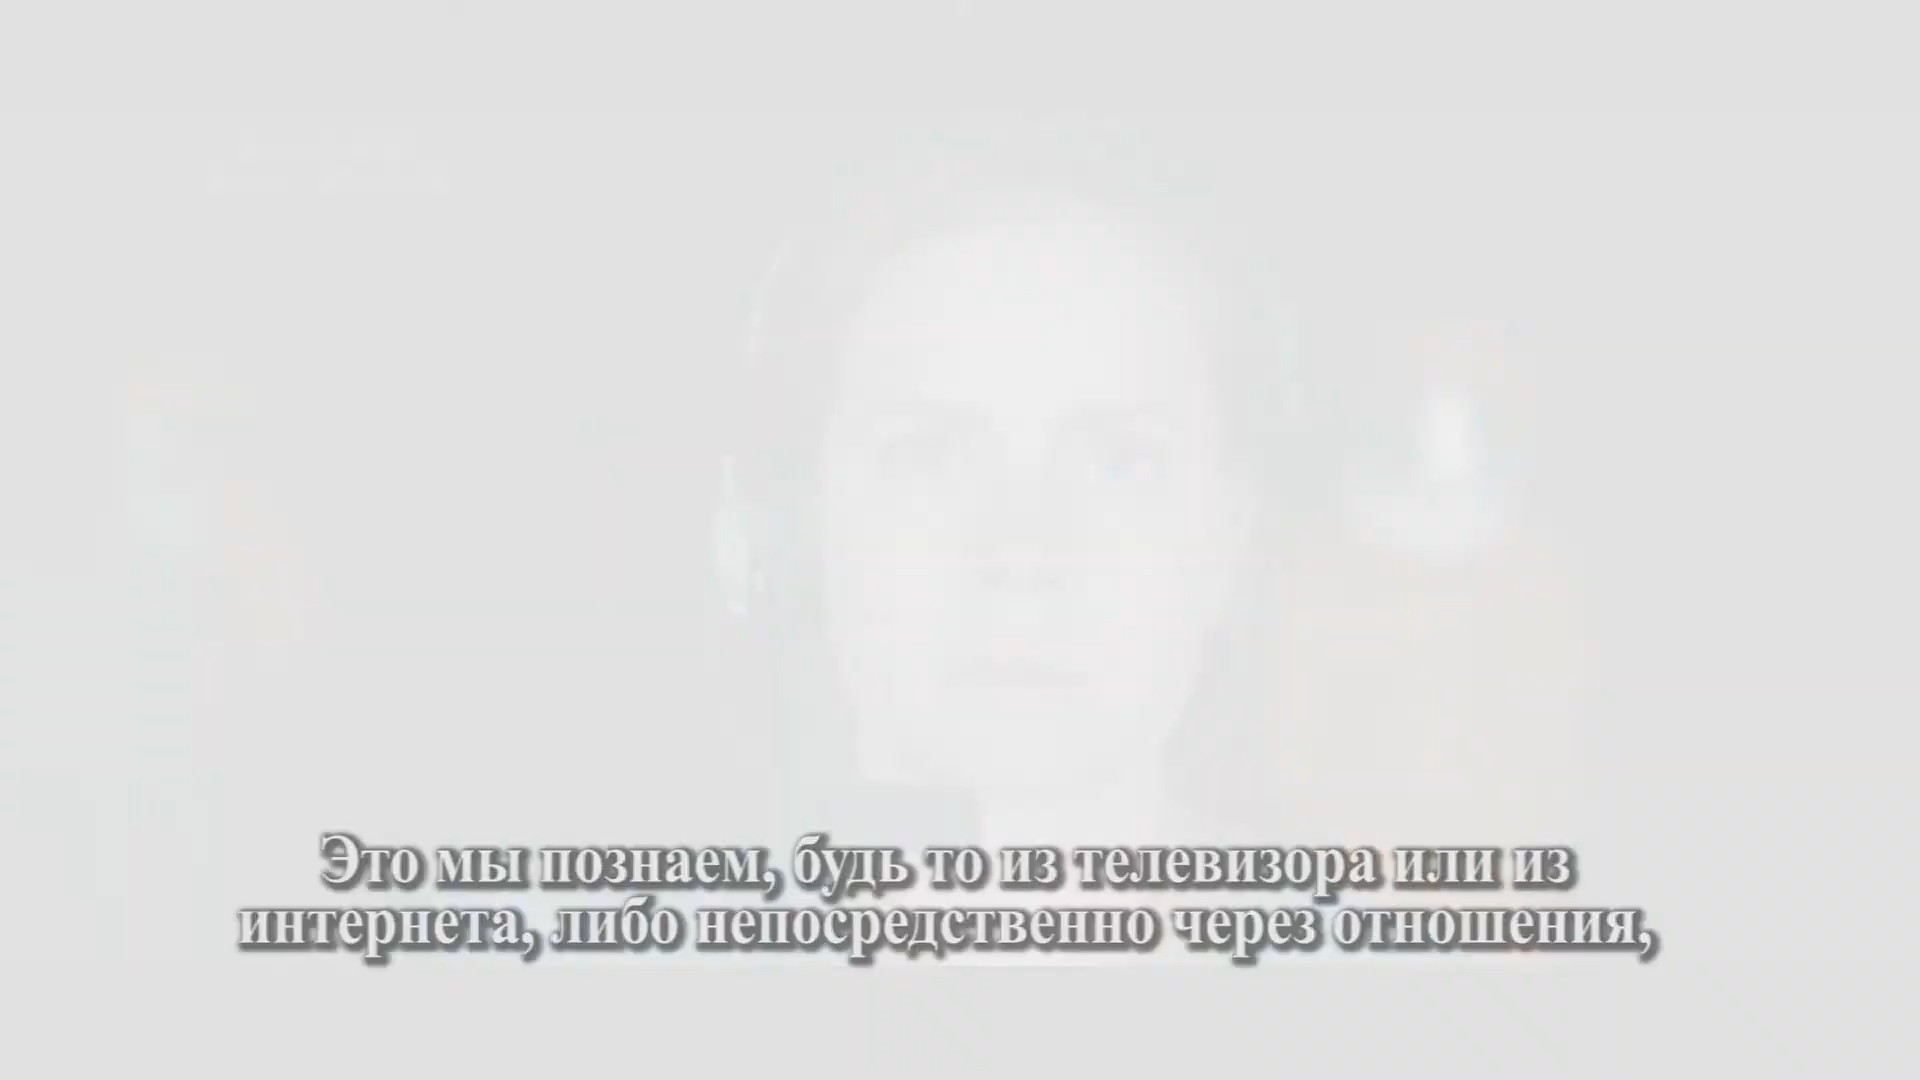 Это мы познаем, будь то из телевизора или из
интернета, либо непосредственно через отношения,